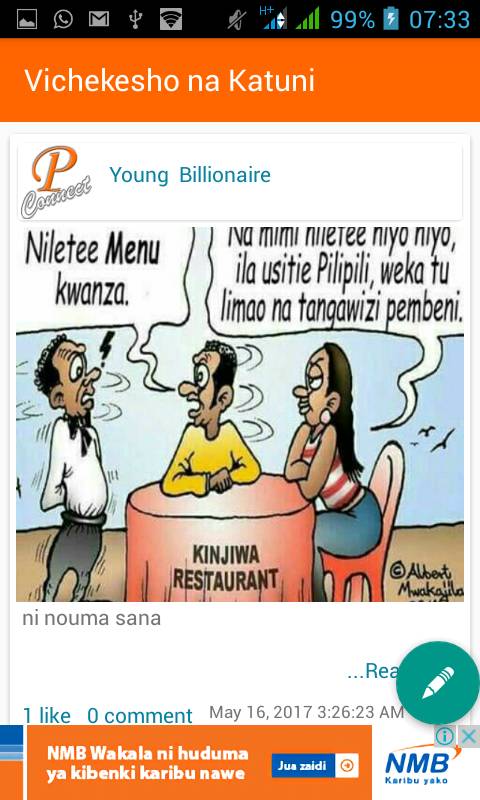 H+ 99% 07:33
Vichekesho na Katuni
P
Connect
Young Billionaire
Niletee Menu
kwanza.
Na mimi niletee hiyo hiyo,
ila usitie Pilipili, weka tu
limao na tangawizi pembeni.
KINJIWA
RESTAURANT
©Albert
Mwakajila
ni nouma sana
...Rea
1 like 0 comment May 16, 2017 3:26:23 AM
NMB Wakala ni huduma
ya kibenki karibu nawe
Jua zaidi
NMB
Karibu yako